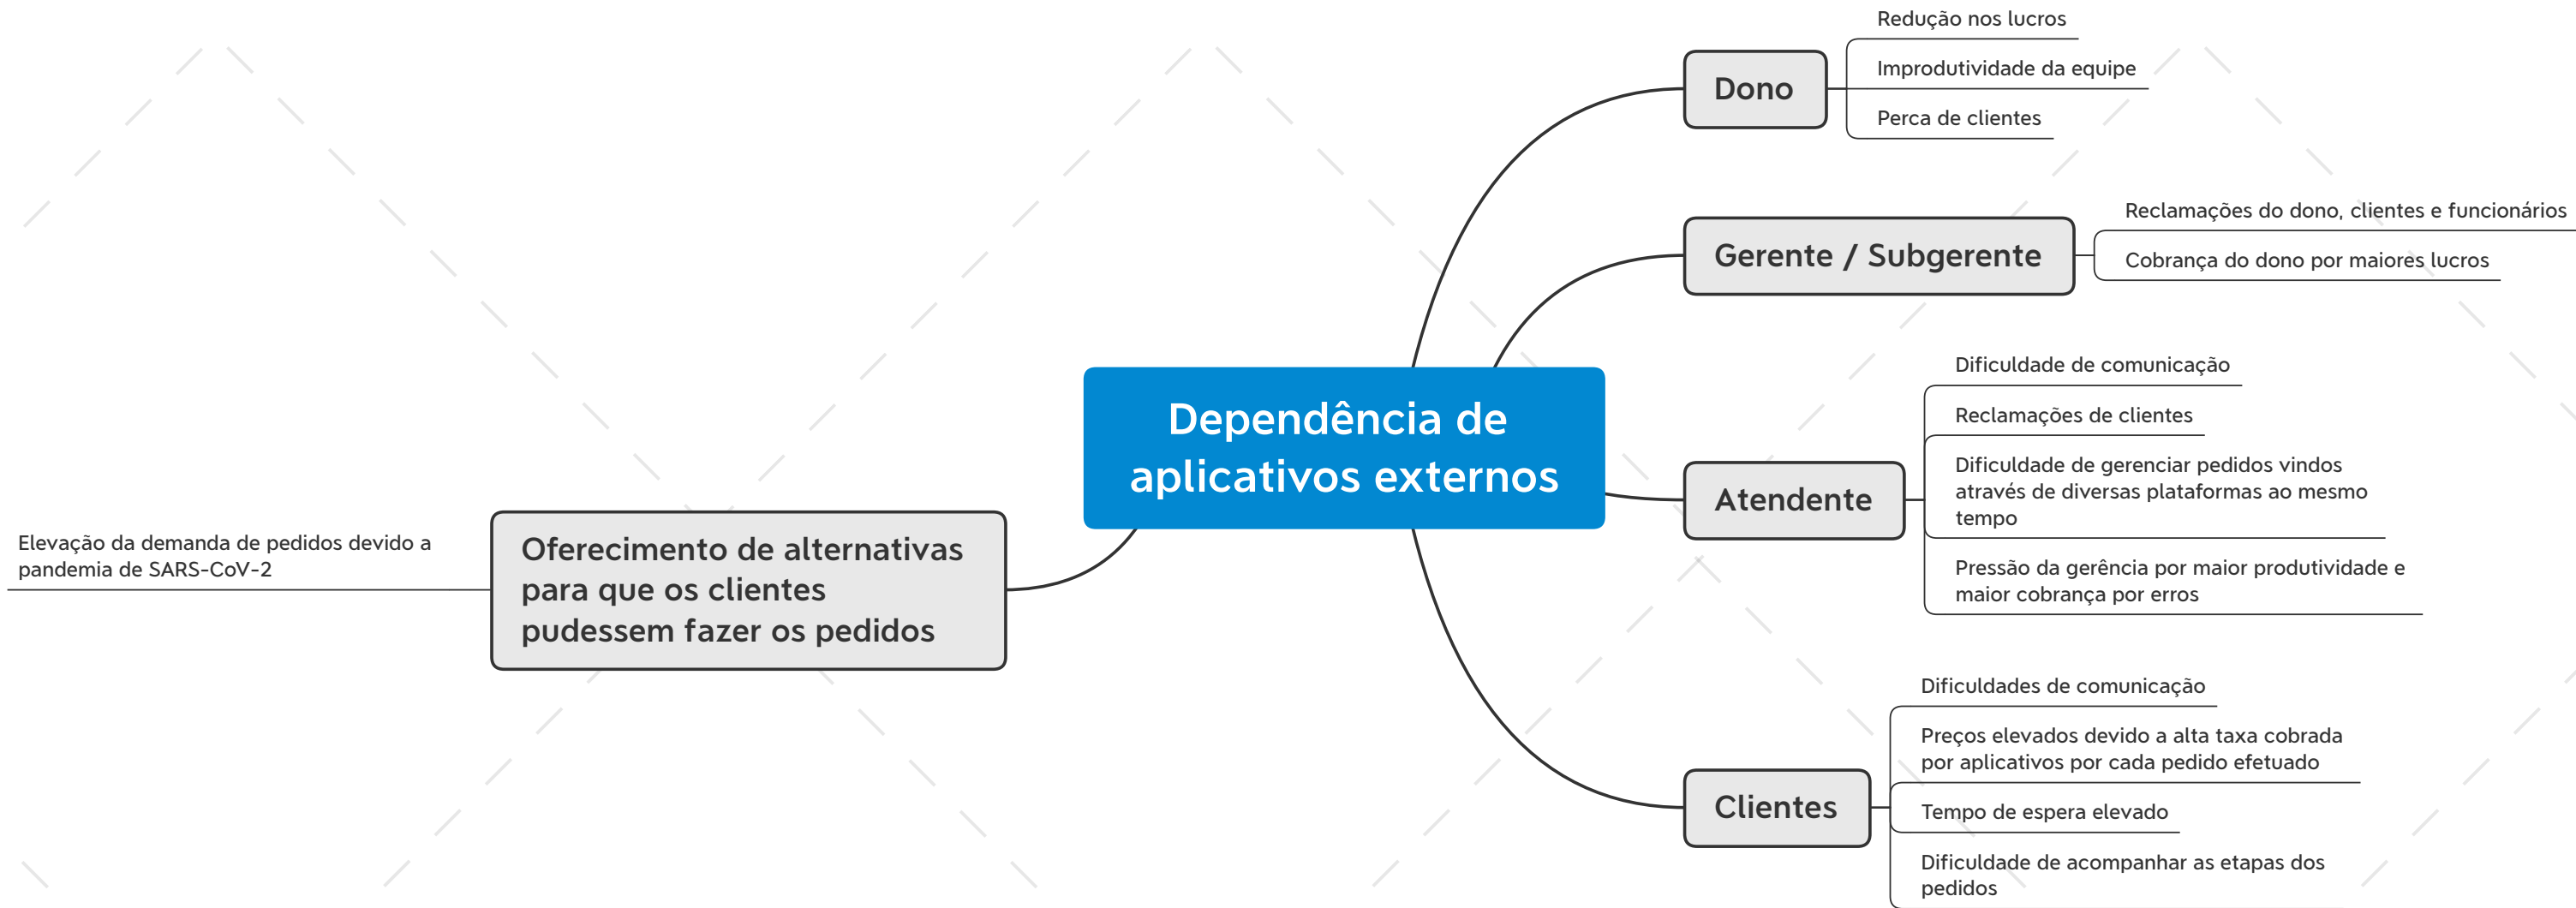 Redução nos lucros
Dono
Improdutividade da equipe
Perca de clientes
Gerente / Subgerente
Reclamações do dono, clientes e funcionários
Cobrança do dono por maiores lucros
Dependência de
aplicativos externos
Atendente
Dificuldade de comunicação
Reclamações de clientes
Dificuldade de gerenciar pedidos vindos
através de diversas plataformas ao mesmo
tempo
Pressão da gerência por maior produtividade e
maior cobrança por erros
Elevação da demanda de pedidos devido a
pandemia de SARS-CoV-2
Oferecimento de alternativas
para que os clientes
pudessem fazer os pedidos
Clientes
Dificuldades de comunicação
Preços elevados devido a alta taxa cobrada
por aplicativos por cada pedido efetuado
Tempo de espera elevado
Dificuldade de acompanhar as etapas dos
pedidos